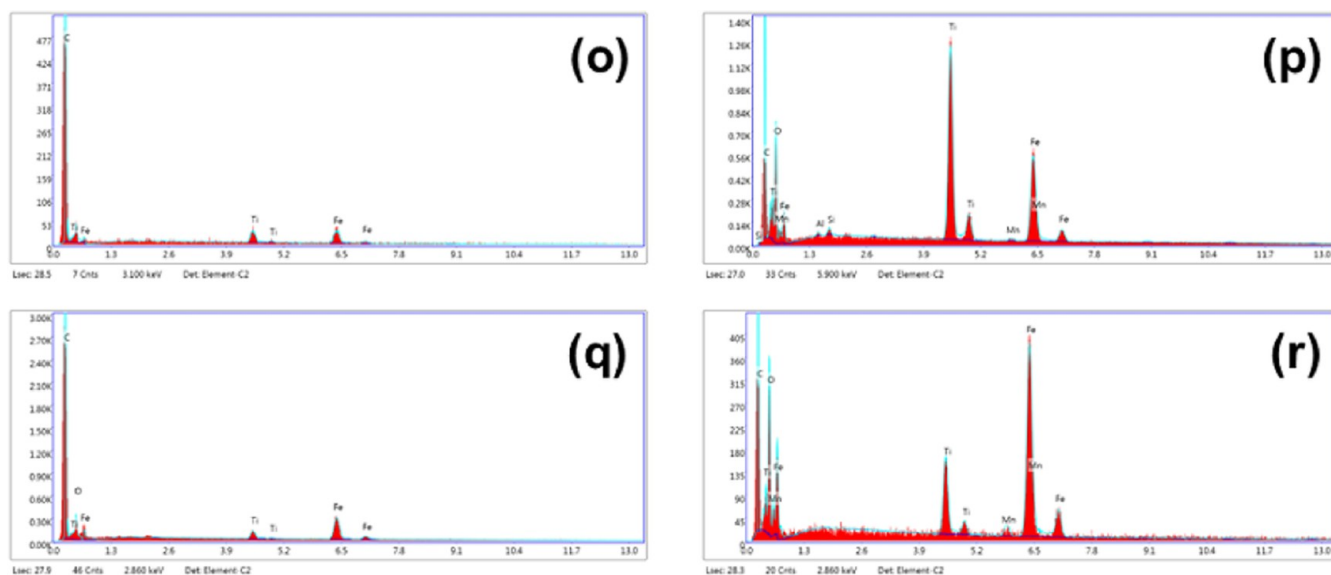 (o)
477
C
424
371
318
265
212
159
106
53
0
Ti Fe
Ti
Ti
Fe
Fe
0.0 1.3 2.6 3.9 5.2 6.5 7.8 9.1 10.4 11.7 13.0
Lsec: 28.5 7 Cnts 3.100 keV Det: Element-C2
(p)
1.40K
Ti
1.26K
1.12K
0.98K
0.84K
0.70K
O
0.56K
C
Fe
0.42K
0.28K
Ti
Fe
Mn
Ti
Mn
0.14K
Mn
Al Si
Fe
0.00K
Si
1.3 2.6 3.9 5.2 6.5 7.8 9.1 10.4 11.7 13.0
Lsec: 27.0 33 Cnts 5.900 keV Det: Element-C2
(q)
3.00K
C
2.70K
2.40K
2.10K
1.80K
1.50K
1.20K
0.90K
O
0.60K
0.30K
Ti Fe
Ti Ti
Fe
Fe
0.00K
0.0 1.3 2.6 3.9 5.2 6.5 7.8 9.1 10.4 11.7 13.0
Lsec: 27.9 46 Cnts 2.860 keV Det: Element-C2
(r)
405
Fe
360
C O
315
270
225
180
Ti Fe
Ti
Mn
135
90
Mn
Fe
45
Ti
Mn
0
0.0 1.3 2.6 3.9 5.2 6.5 7.8 9.1 10.4 11.7 13.0
Lsec: 28.3 20 Cnts 2.860 keV Det: Element-C2